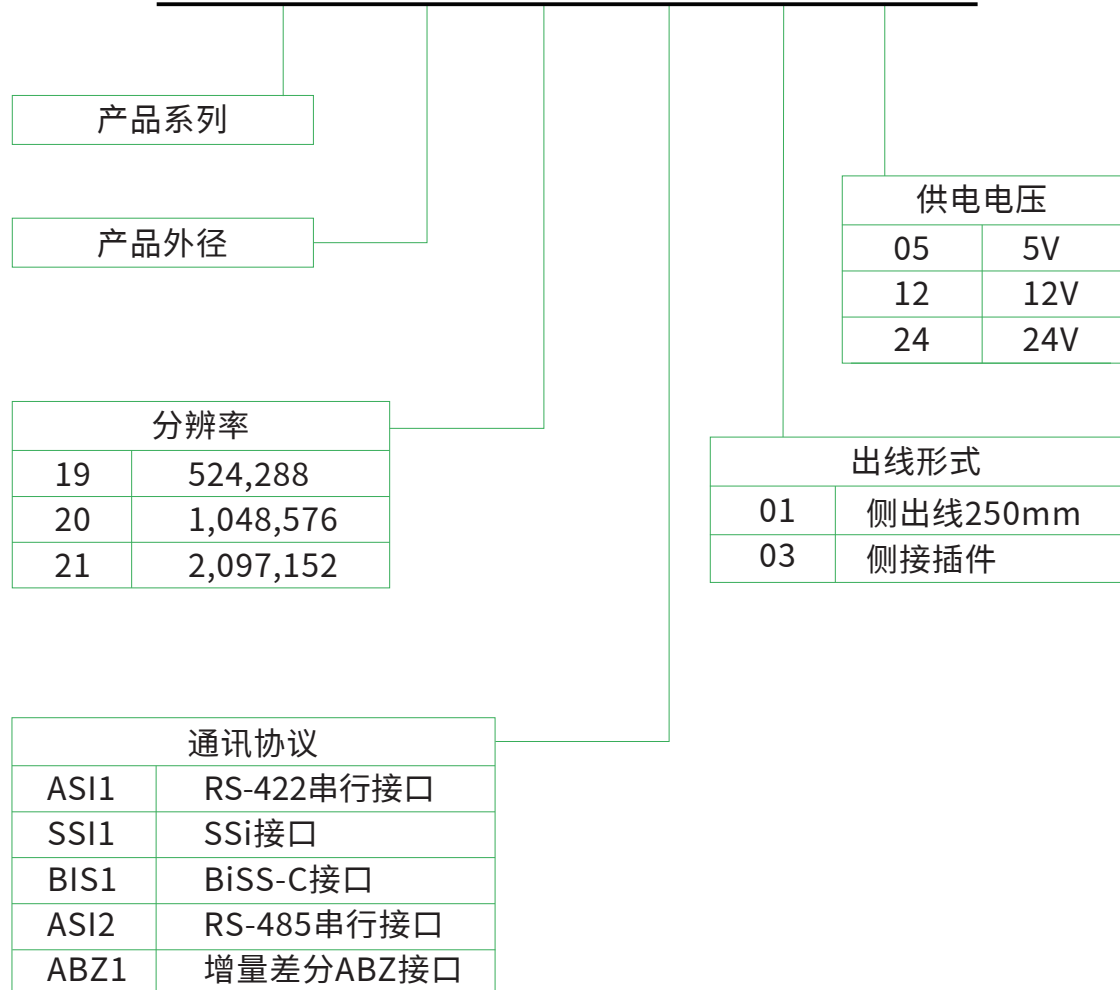 产品系列
产品外径
供电电压
05 5V
12 12V
24 24V
分辨率
19 524,288
20 1,048,576
21 2,097,152
出线形式
01 侧出线250mm
03 侧接插件
通讯协议
ASI1 RS-422串行接口
SSI1 SSi接口
BIS1 BiSS-C接口
ASI2 RS-485串行接口
ABZ1 增量差分ABZ接口